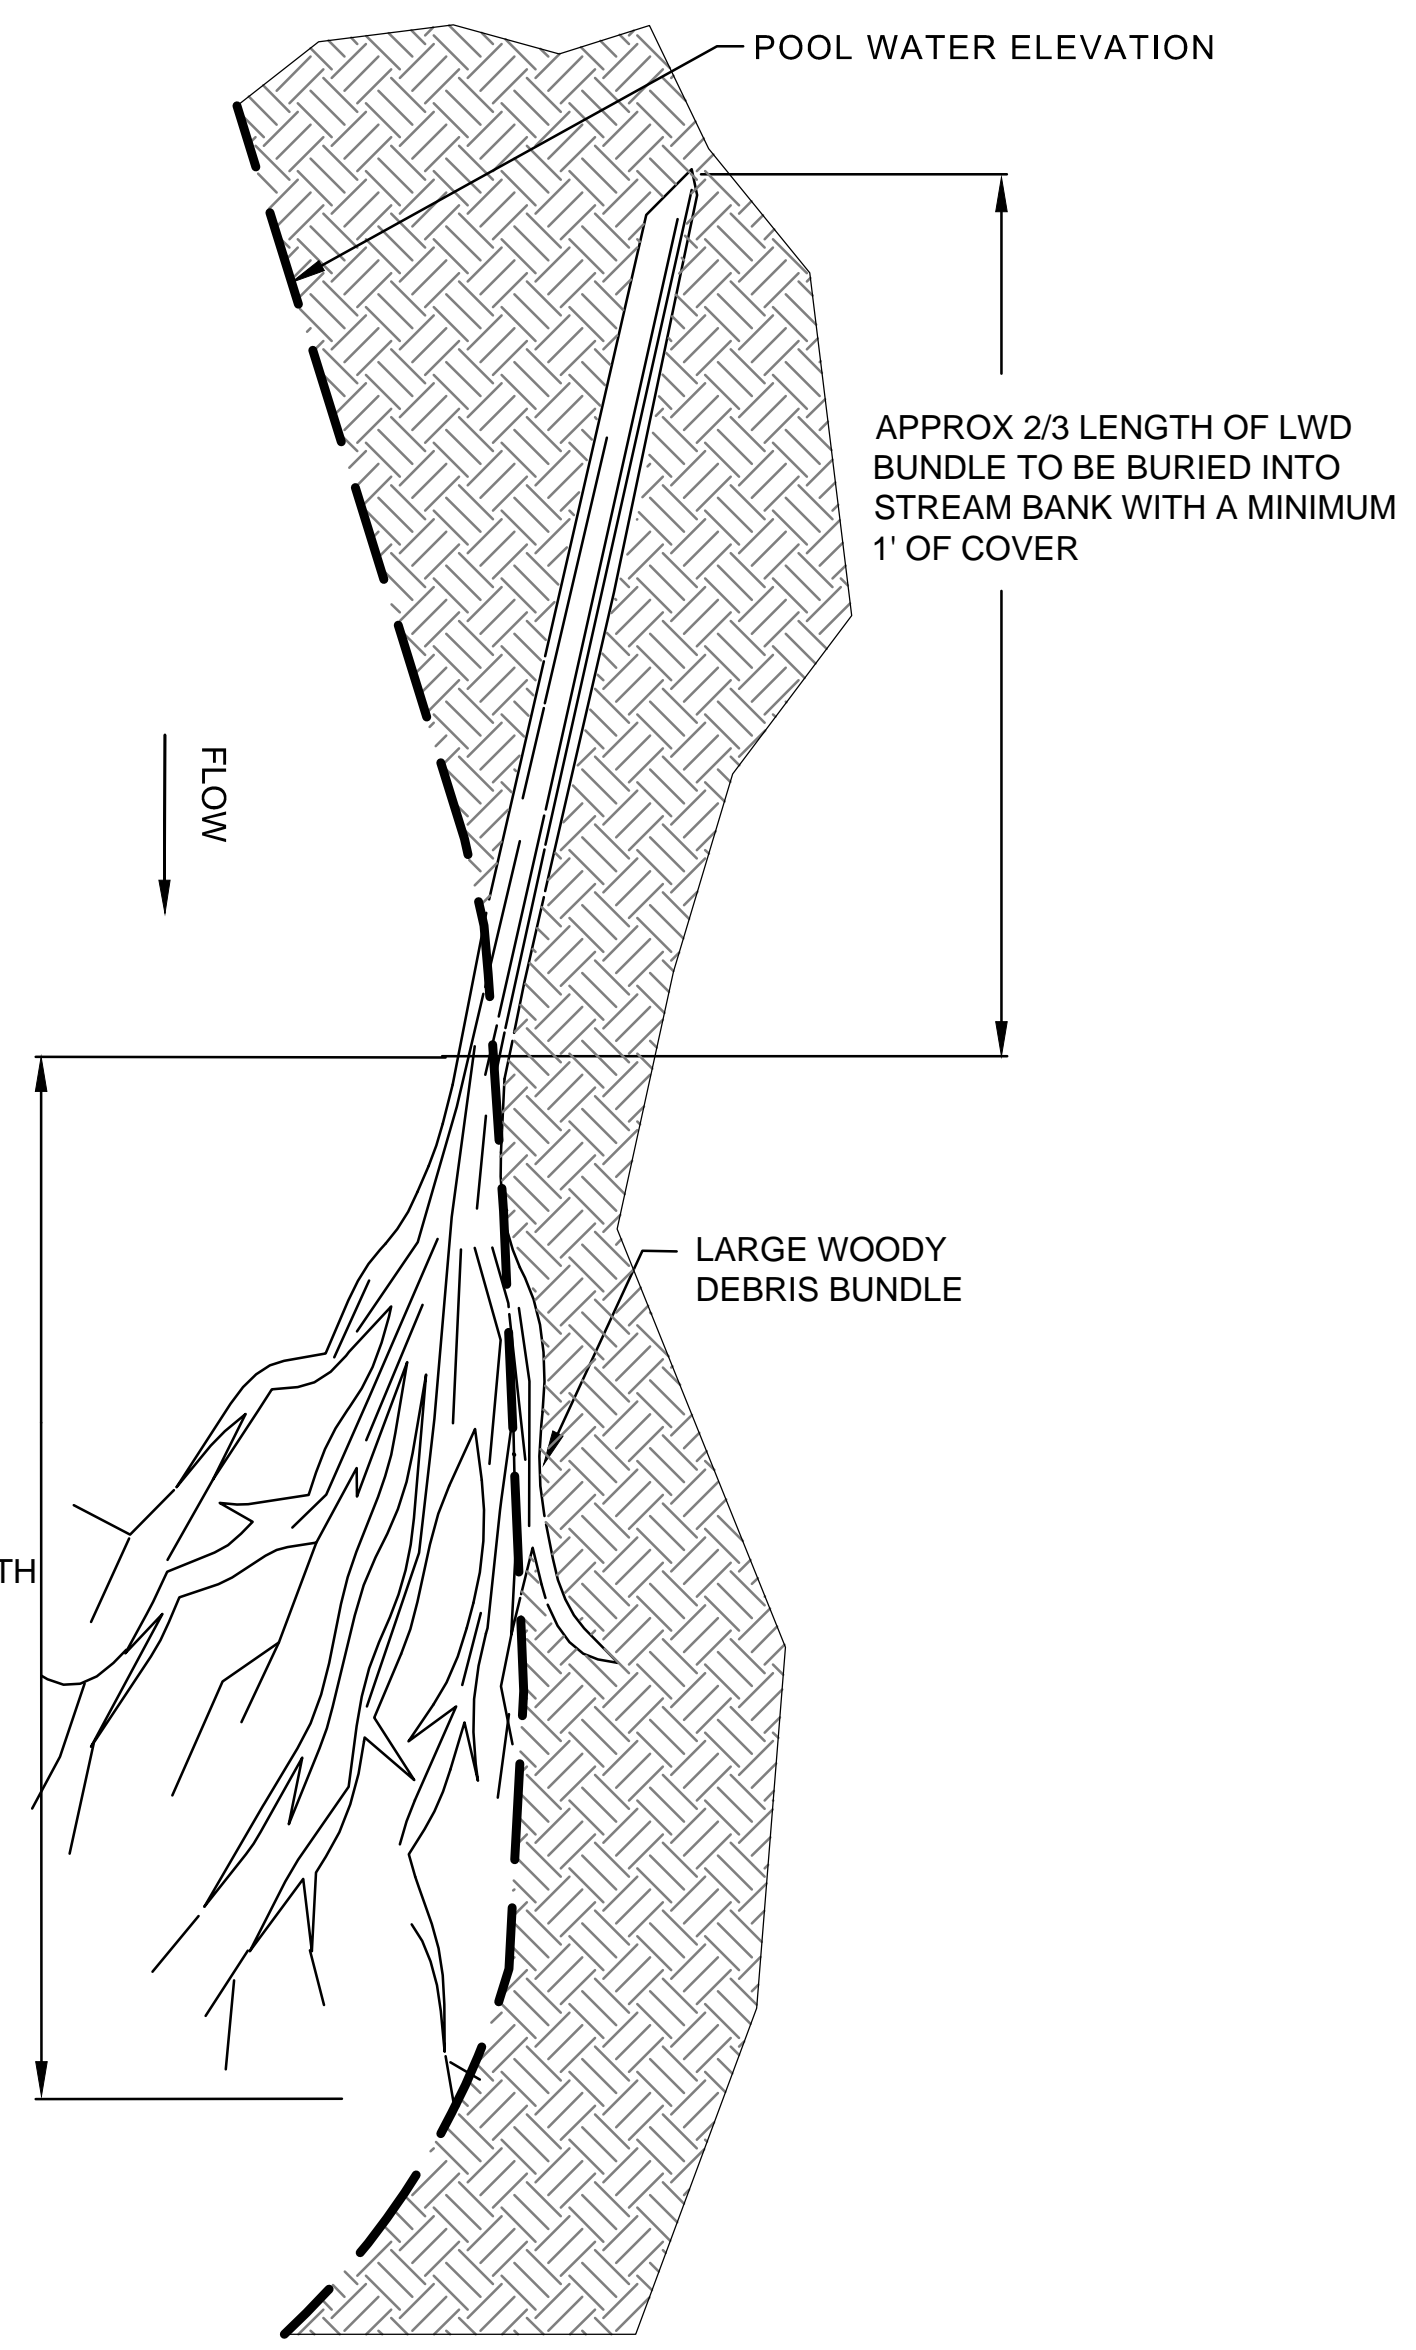 POOL WATER ELEVATION
APPROX 2/3 LENGTH OF LWD
BUNDLE TO BE BURIED INTO
STREAM BANK WITH A MINIMUM
1' OF COVER
FLOW
LARGE WOODY
DEBRIS BUNDLE
TH